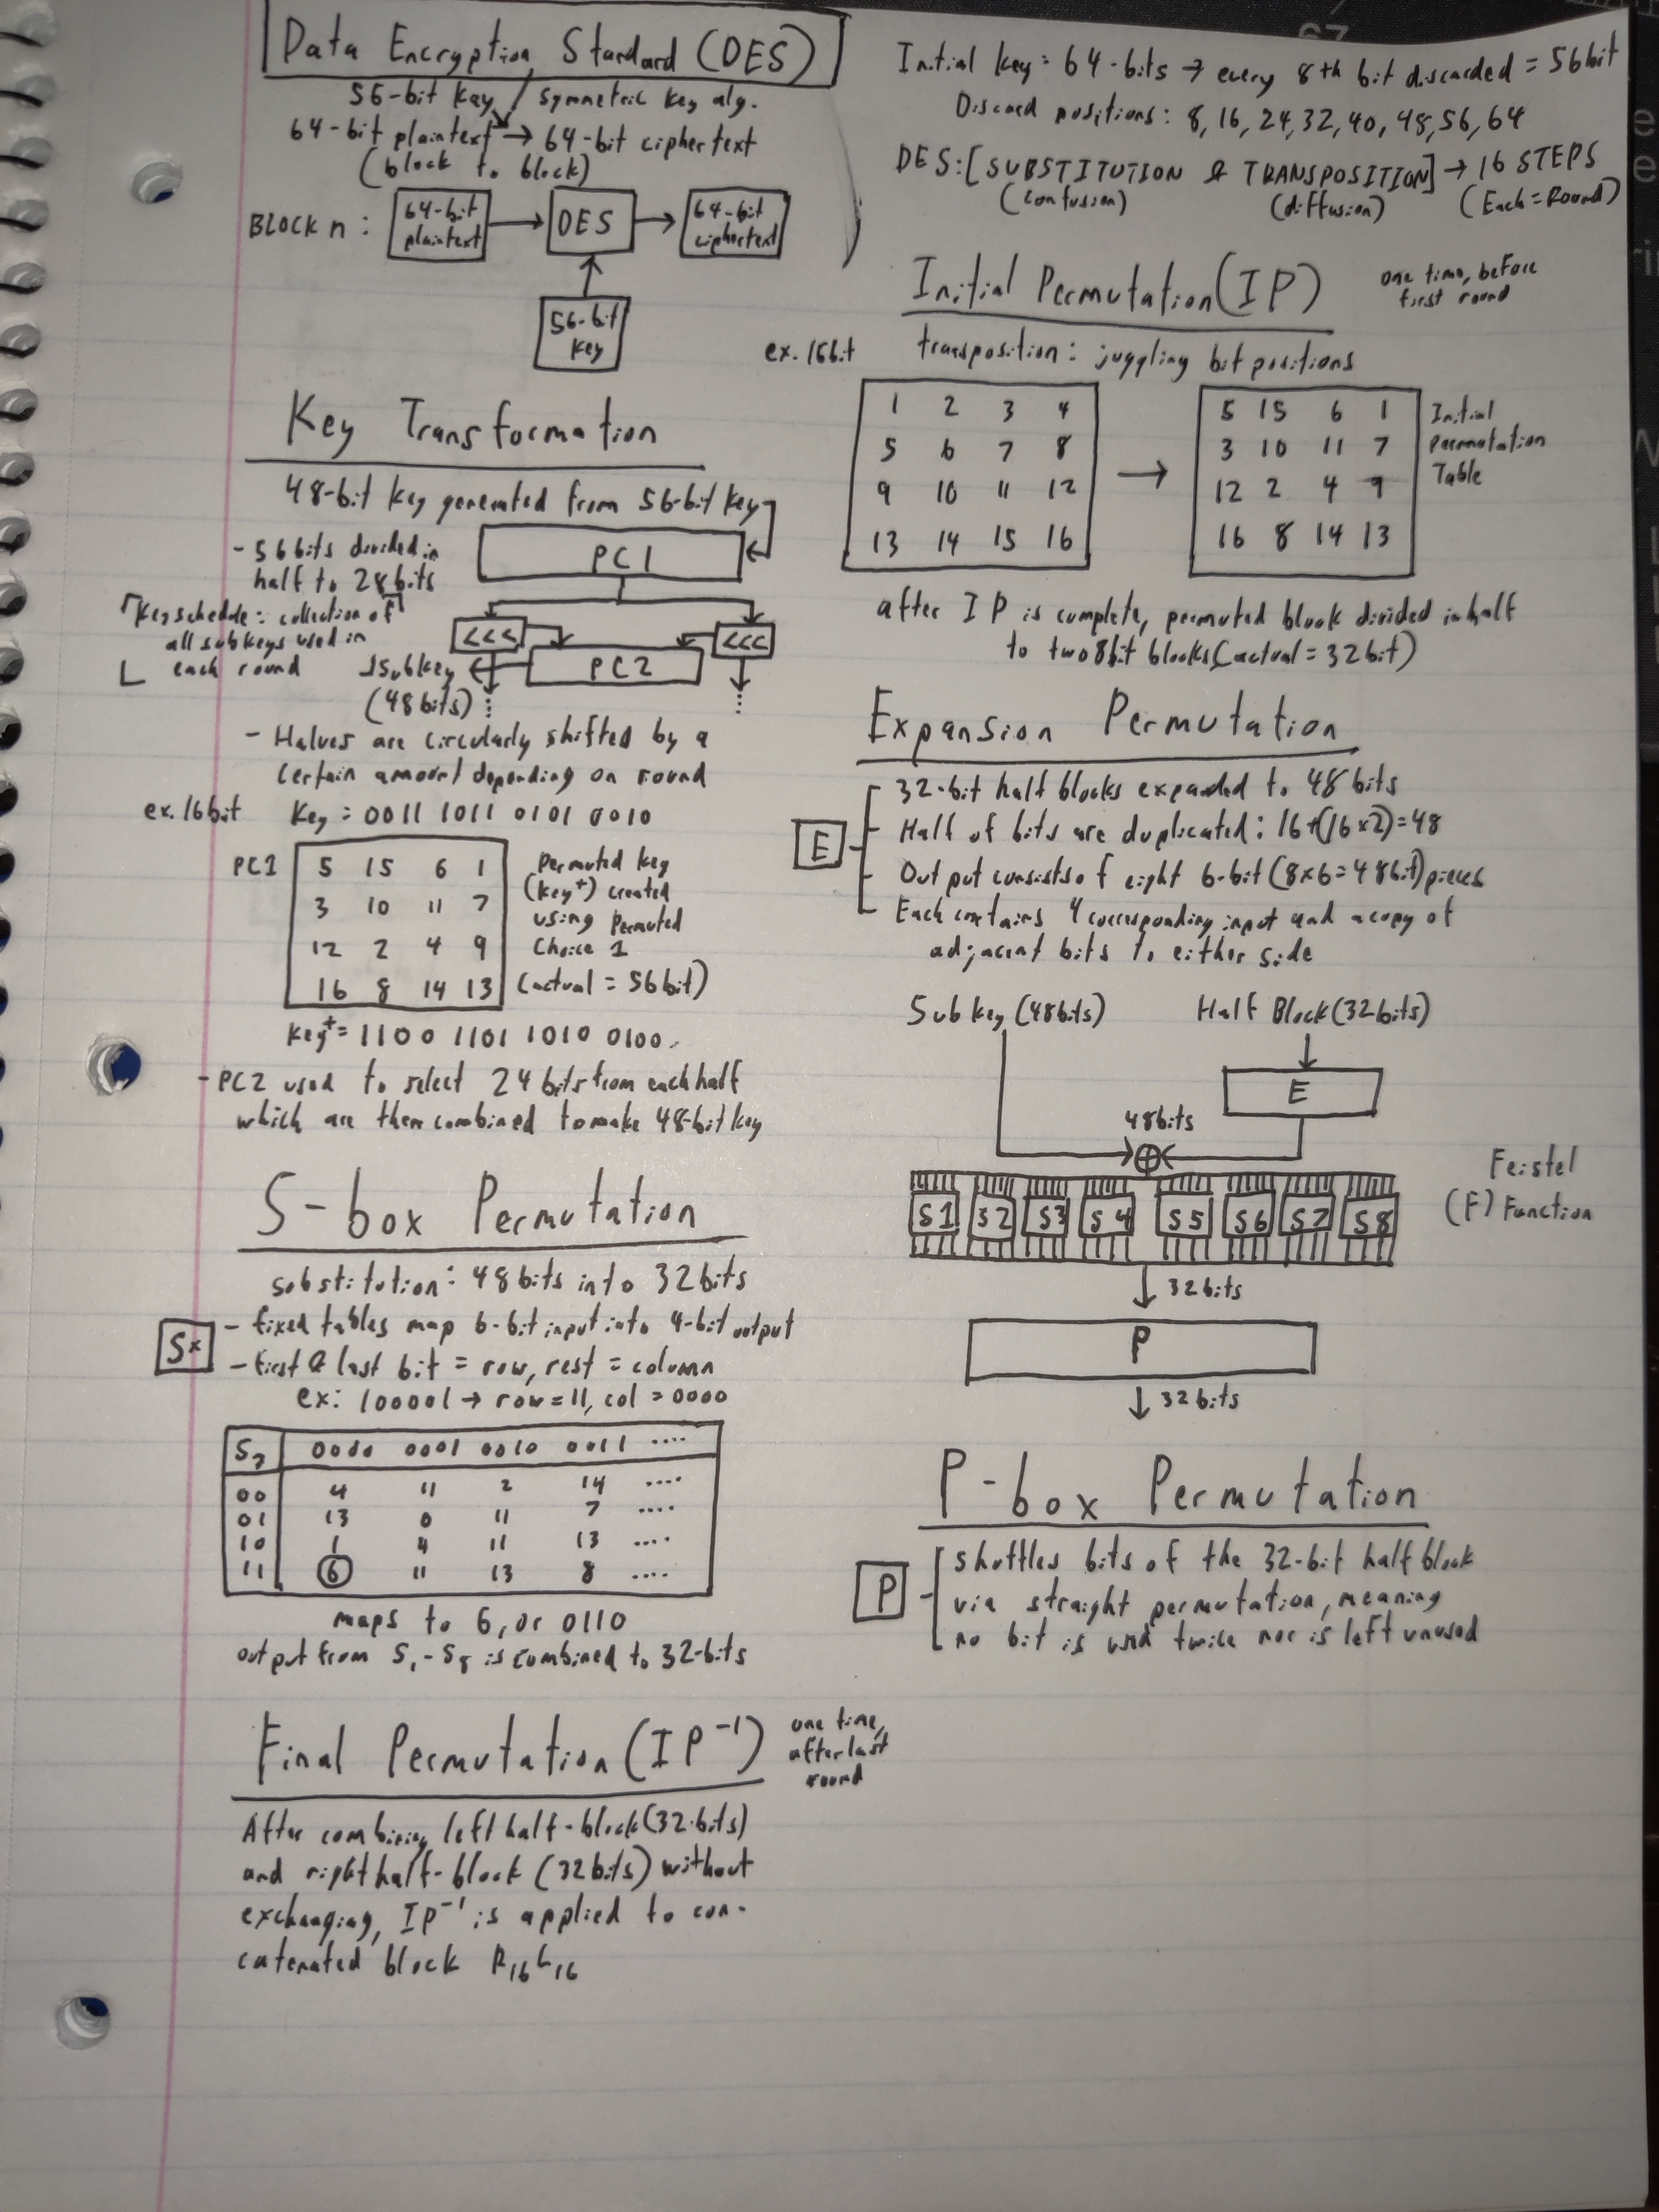 Data Encryption Standard (DES)
56-bit key / symmetric key alg.
64-bit plaintext → 64-bit ciphertext
(block to block)
BLOCK n: 64-bit plaintext → DES → 64-bit ciphertext
56-bit key
Key Transformation
48-bit key generated from 56-bit key
- 56 bits divided in
half to 28 bits
PC1
Key schedule: collection of
all subkeys used in
each round
<<< <<<
PC2
Subkey
(48 bits)
- Halves are circularly shifted by a
certain amount depending on round
ex. 16bit Key = 0011 1011 0101 0010
PC1
5 15 6 1
3 10 11 7
12 2 4 9
16 8 14 13
Permuted key
(key+) created
using Permuted
Choice 1
(actual = 56bit)
Key+ = 1100 1101 1010 0100
- PC2 used to select 24 bits from each half
which are then combined to make 48-bit key
S-box Permutation
substitution: 48bits into 32bits
Sx
- fixed tables map 6-bit input into 4-bit output
- first & last bit = row, rest = column
ex: 100001 → row = 11, col = 0000
S7 0000 0001 0010 0011 ....
00 4 11 2 14 ....
01 13 0 11 7 ....
10 1 4 11 13 ....
11 6 11 13 8 ....
maps to 6, or 0110
output from S1-S8 is combined to 32-bits
Final Permutation (IP⁻¹)
one time,
after last
round
After combining left half-block (32-bits)
and right half-block (32 bits) without
exchanging, IP⁻¹ is applied to con-
catenated block R16L16
Initial key: 64-bits → every 8th bit discarded = 56bit
Discard positions: 8, 16, 24, 32, 40, 48, 56, 64
DES: [SUBSTITUTION & TRANSPOSITION] → 16 STEPS
(confusion) (diffusion) (Each = Round)
Initial Permutation (IP)
one time, before
first round
ex. 16bit
transposition: juggling bit positions
1 2 3 4
5 6 7 8
9 10 11 12
13 14 15 16
→
5 15 6 1
3 10 11 7
12 2 4 9
16 8 14 13
Initial
Permutation
Table
after IP is complete, permuted block divided in half
to two 8bit blocks (actual = 32bit)
Expansion Permutation
E
32-bit half blocks expanded to 48 bits
Half of bits are duplicated: 16+(16×2)=48
Output consists of eight 6-bit (8×6=48bit) pieces
Each contains 4 corresponding input and a copy of
adjacent bits to either side
Subkey (48bits) Half Block (32bits)
E
48bits
⊕
S1 S2 S3 S4 S5 S6 S7 S8
Feistel
(F) Function
32bits
P
32bits
P-box Permutation
P
shuffles bits of the 32-bit half block
via straight permutation, meaning
no bit is used twice nor is left unused